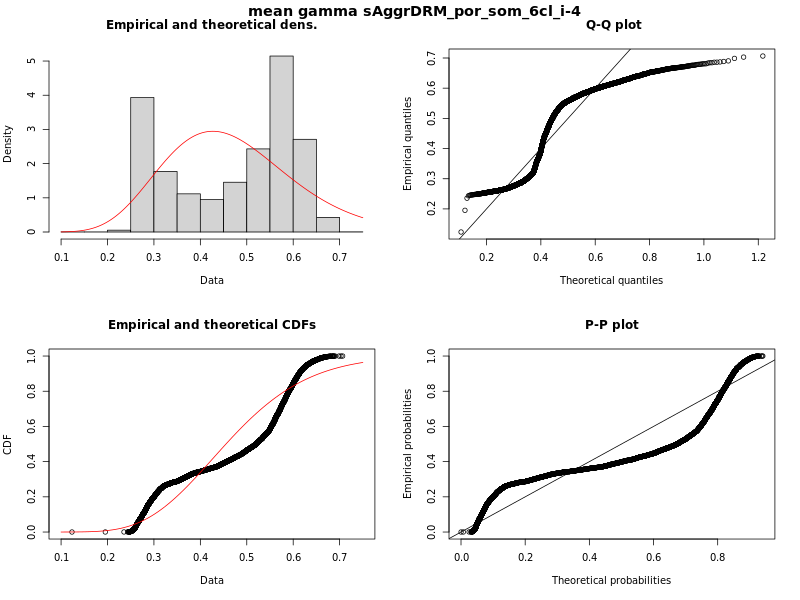 mean gamma sAggrDRM_por_som_6cl_i-4
Empirical and theoretical dens.
Density
0 1 2 3 4 5
0.1 0.2 0.3 0.4 0.5 0.6 0.7
Data
Q-Q plot
Empirical quantiles
0.2 0.3 0.4 0.5 0.6 0.7
0.2 0.4 0.6 0.8 1.0 1.2
Theoretical quantiles
Empirical and theoretical CDFs
CDF
0.0 0.2 0.4 0.6 0.8 1.0
0.1 0.2 0.3 0.4 0.5 0.6 0.7
Data
P-P plot
Empirical probabilities
0.0 0.2 0.4 0.6 0.8 1.0
0.0 0.2 0.4 0.6 0.8
Theoretical probabilities